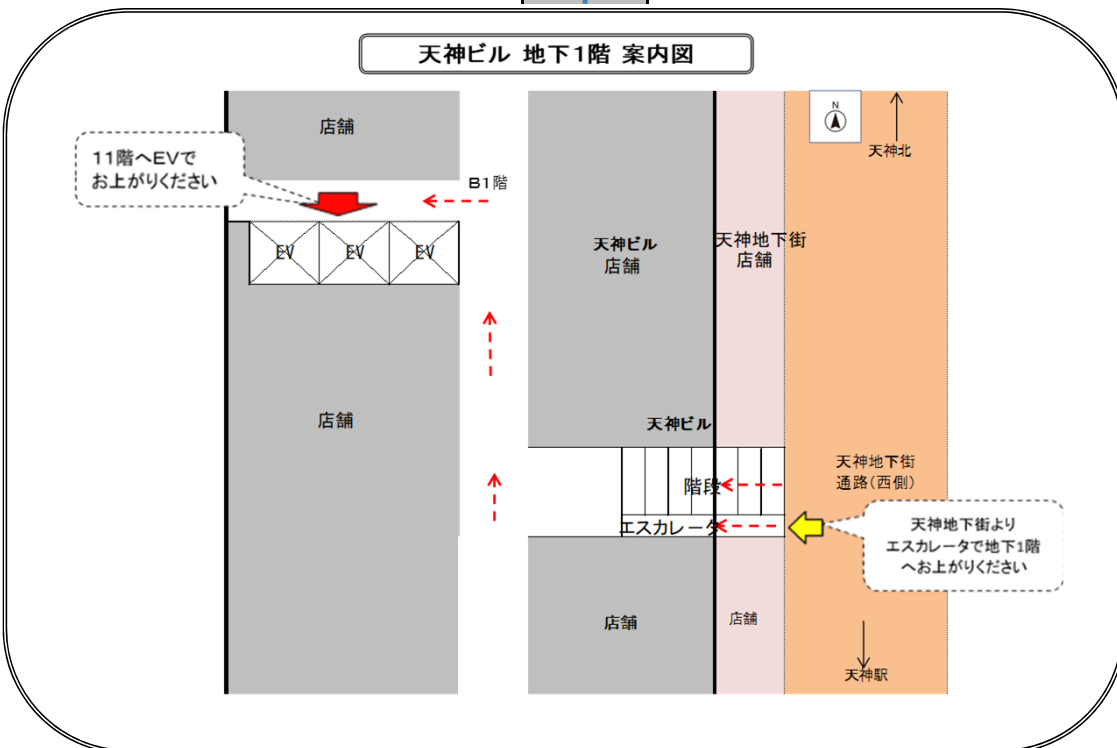 天神ビル 地下1階 案内図
店舗
11階へEVで
お上がりください
B1階
N
天神北
EV
EV
EV
天神ビル
店舗
天神地下街
店舗
店舗
天神ビル
階段
エスカレータ
天神地下街
通路(西側)
天神地下街より
エスカレータで地下1階
へお上がりください
店舗
店舗
天神駅